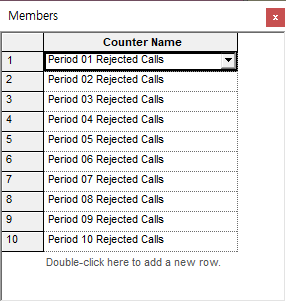 Members
x
Counter Name
1 Period 01 Rejected Calls
2 Period 02 Rejected Calls
3 Period 03 Rejected Calls
4 Period 04 Rejected Calls
5 Period 05 Rejected Calls
6 Period 06 Rejected Calls
7 Period 07 Rejected Calls
8 Period 08 Rejected Calls
9 Period 09 Rejected Calls
10 Period 10 Rejected Calls
Double-click here to add a new row.